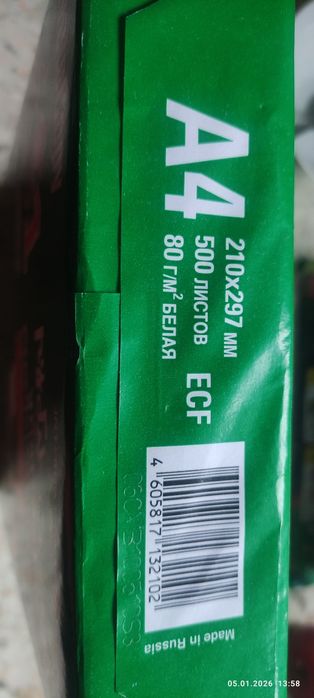 A4
210x297 мм
500 ЛИСТОВ
80 Г/М² БЕЛАЯ
ECF
4 605817 132102
Made in Russia
05.01.2026 13:58